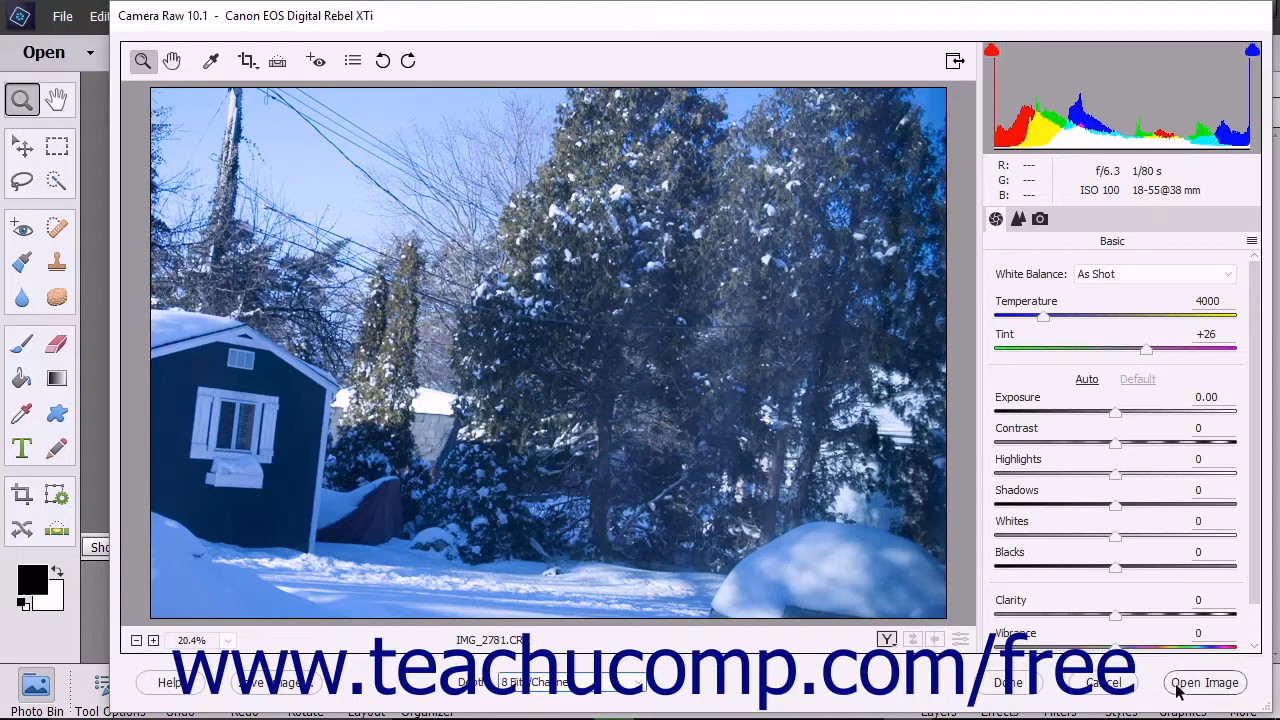 Camera Raw 10.1 - Canon EOS Digital Rebel XTi
File
Open
R: ---
G: ---
B: ---
f/6.3 1/80 s
ISO 100 18-55@38 mm
Basic
White Balance: As Shot
Temperature 4000
Tint +26
Auto Default
Exposure 0.00
Contrast 0
Highlights 0
Shadows 0
Whites 0
Blacks 0
Clarity 0
Vibrance 0
20.4%
IMG_2781.CR
Help
8 Bits/Channel
Done
Cancel
Open Image
www.teachucomp.com/free
Photo Bin
Tool Options
Undo
Redo
Layout
Organizer
Layers
Effects
Filters
Styles
Graphics